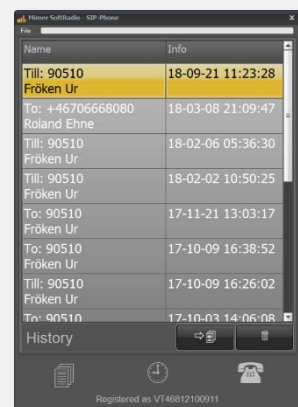 Mimer SoftRadio - SIP-Phone x
File
Name Info
Till: 90510 18-09-21 11:23:28
Fröken Ur
To: +46706668080 18-03-08 21:09:47
Roland Ehne
Till: 90510 18-02-06 05:36:30
Fröken Ur
Till: 90510 18-02-02 10:50:25
Fröken Ur
To: 90510 17-11-21 13:03:17
Fröken Ur
To: 90510 17-10-09 16:38:52
Fröken Ur
Till: 90510 17-10-09 16:26:02
Fröken Ur
To: 90510 17-10-03 14:06:08
History
Registered as VT46812100911